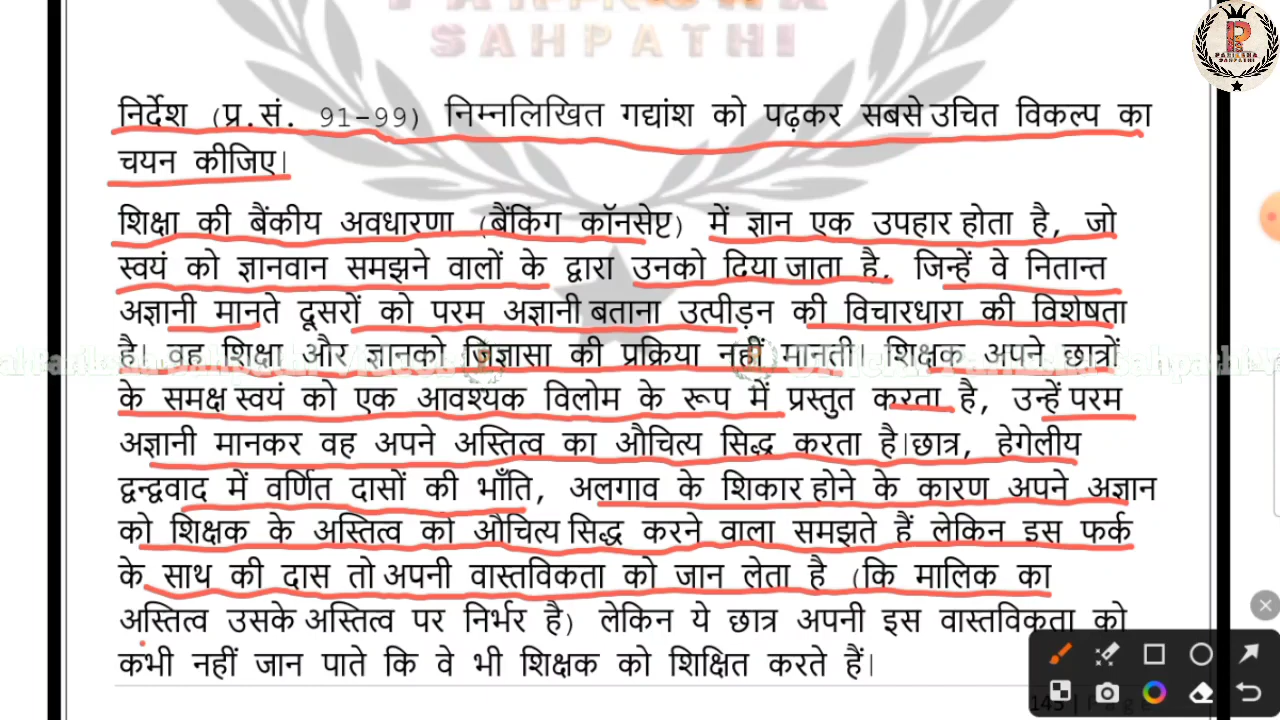 SAHPATHI
PARIKSHA
SAHPATHI
निर्देश (प्र.सं. 91-99) निम्नलिखित गद्यांश को पढ़कर सबसे उचित विकल्प का
चयन कीजिए।
शिक्षा की बैंकीय अवधारणा (बैंकिंग कॉनसेप्ट) में ज्ञान एक उपहार होता है, जो
स्वयं को ज्ञानवान समझने वालों के द्वारा उनको दिया जाता है, जिन्हें वे नितान्त
अज्ञानी मानते दूसरों को परम अज्ञानी बताना उत्पीड़न की विचारधारा की विशेषता
है। वह शिक्षा और ज्ञानको जिज्ञासा की प्रक्रिया नहीं मानती। शिक्षक अपने छात्रों
के समक्ष स्वयं को एक आवश्यक विलोम के रूप में प्रस्तुत करता है, उन्हें परम
अज्ञानी मानकर वह अपने अस्तित्व का औचित्य सिद्ध करता है।छात्र, हेगेलीय
द्वन्द्ववाद में वर्णित दासों की भाँति, अलगाव के शिकार होने के कारण अपने अज्ञान
को शिक्षक के अस्तित्व को औचित्य सिद्ध करने वाला समझते हैं लेकिन इस फर्क
के साथ की दास तो अपनी वास्तविकता को जान लेता है (कि मालिक का
अस्तित्व उसके अस्तित्व पर निर्भर है) लेकिन ये छात्र अपनी इस वास्तविकता को
कभी नहीं जान पाते कि वे भी शिक्षक को शिक्षित करते हैं।
145 | Page